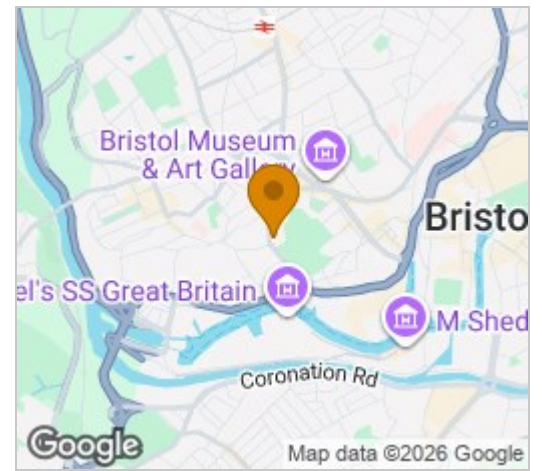 Bristol Museum
& Art Gallery
Bristo
el's SS Great Britain
M Shed
Coronation Rd
Google
Map data ©2026 Google